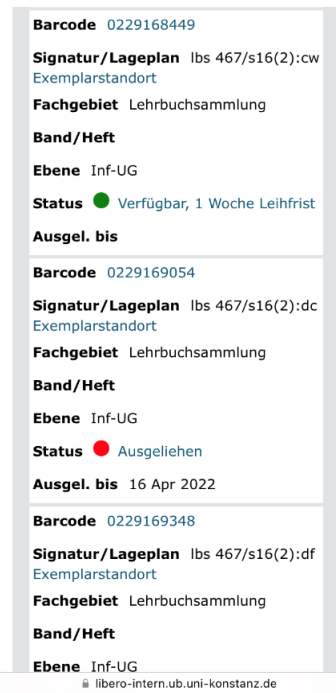 Barcode 0229168449
Signatur/Lageplan lbs 467/s16(2):cw
Exemplarstandort
Fachgebiet Lehrbuchsammlung
Band/Heft
Ebene Inf-UG
Status Verfügbar, 1 Woche Leihfrist
Ausgel. bis
Barcode 0229169054
Signatur/Lageplan lbs 467/s16(2):dc
Exemplarstandort
Fachgebiet Lehrbuchsammlung
Band/Heft
Ebene Inf-UG
Status Ausgeliehen
Ausgel. bis 16 Apr 2022
Barcode 0229169348
Signatur/Lageplan lbs 467/s16(2):df
Exemplarstandort
Fachgebiet Lehrbuchsammlung
Band/Heft
Ebene Inf-UG
libero-intern.ub.uni-konstanz.de